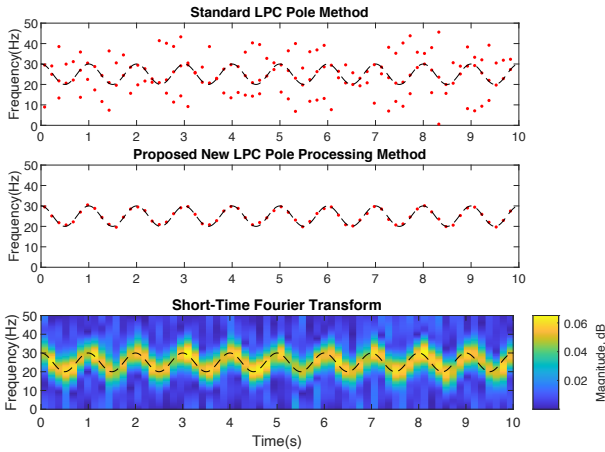 Standard LPC Pole Method
Frequency(Hz)
50
40
30
20
10
0
0 1 2 3 4 5 6 7 8 9 10
Proposed New LPC Pole Processing Method
Frequency(Hz)
50
40
30
20
10
0
0 1 2 3 4 5 6 7 8 9 10
Short-Time Fourier Transform
Frequency(Hz)
50
40
30
20
10
0
0 1 2 3 4 5 6 7 8 9 10
Time(s)
0.06
0.04
0.02
Magnitude, dB